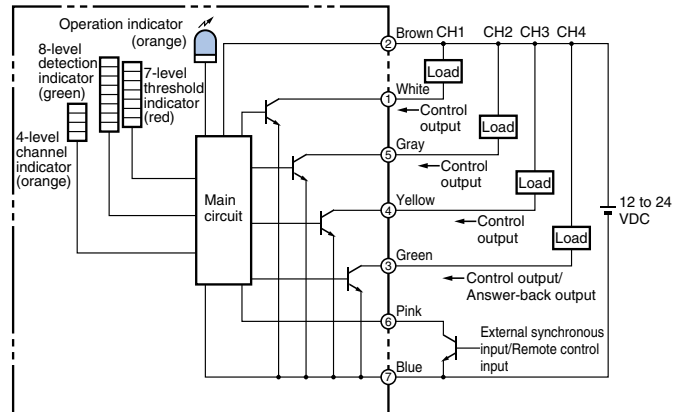 Operation indicator
(orange)
8-level
detection
indicator
(green)
7-level
threshold
indicator
(red)
4-level
channel
indicator
(orange)
Main
circuit
2
Brown
CH1
CH2
CH3
CH4
Load
1
White
Control
output
Load
5
Gray
Control
output
Load
4
Yellow
Control
output
12 to 24
VDC
Load
3
Green
Control output/
Answer-back output
6
Pink
External synchronous
input/Remote control
input
7
Blue